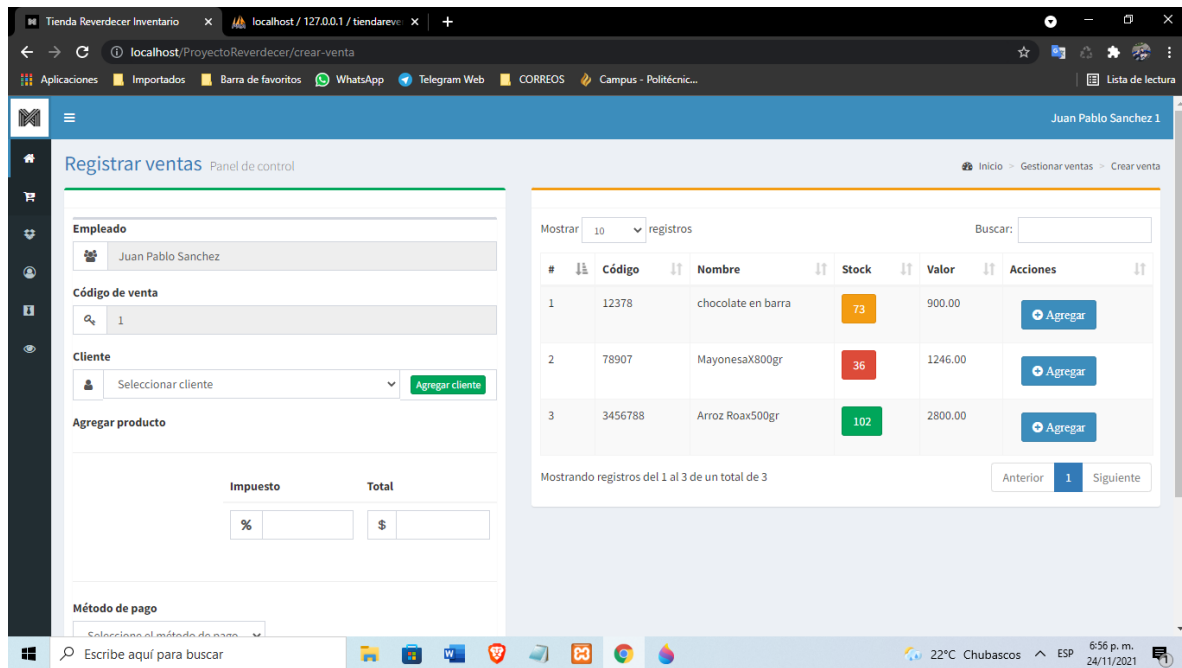 Tienda Reverdecer Inventario
localhost / 127.0.0.1 / tiendareve
localhost/ProyectoReverdecer/crear-venta
Aplicaciones Importados Barra de favoritos WhatsApp Telegram Web CORREOS Campus - Politécnic... Lista de lectura
Juan Pablo Sanchez 1
Registrar ventas Panel de control
Inicio > Gestionar ventas > Crear venta
Empleado
Juan Pablo Sanchez
Código de venta
1
Cliente
Seleccionar cliente Agregar cliente
Agregar producto
Impuesto Total
% $
Método de pago
Seleccione el método de pago
Mostrar 10 registros Buscar:
# Código Nombre Stock Valor Acciones
1 12378 chocolate en barra 73 900.00 Agregar
2 78907 MayonesaX800gr 36 1246.00 Agregar
3 3456788 Arroz Roax500gr 102 2800.00 Agregar
Mostrando registros del 1 al 3 de un total de 3
Anterior 1 Siguiente
Escribe aquí para buscar
22°C Chubascos ESP 6:56 p. m.
24/11/2021